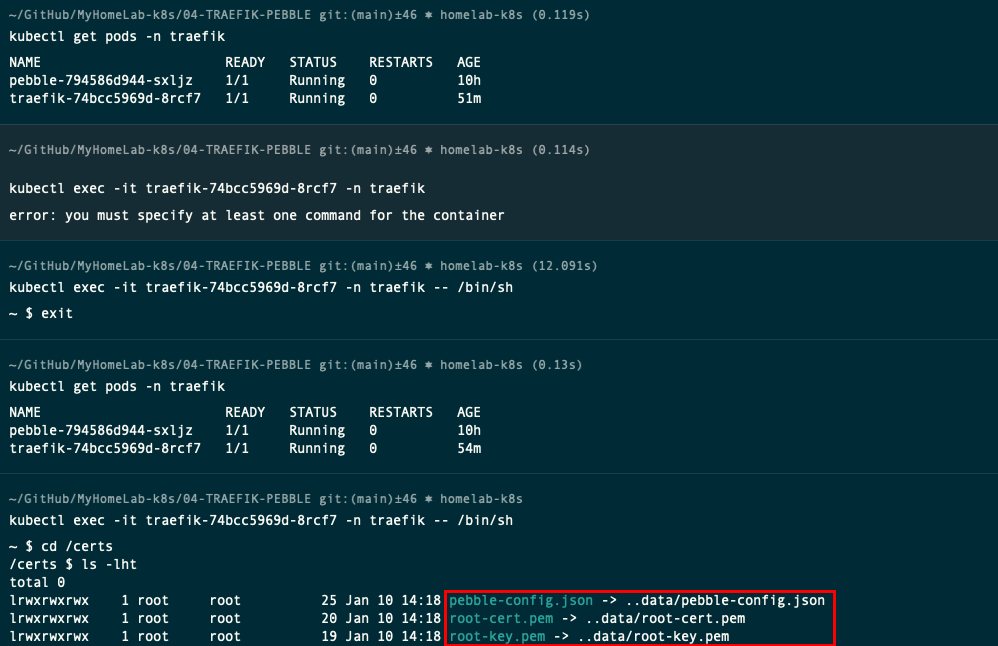 ~/GitHub/MyHomeLab-k8s/04-TRAEFIK-PEBBLE git:(main)±46 ⎈ homelab-k8s (0.119s)
kubectl get pods -n traefik
NAME READY STATUS RESTARTS AGE
pebble-794586d944-sxljz 1/1 Running 0 10h
traefik-74bcc5969d-8rcf7 1/1 Running 0 51m
~/GitHub/MyHomeLab-k8s/04-TRAEFIK-PEBBLE git:(main)±46 ⎈ homelab-k8s (0.114s)
kubectl exec -it traefik-74bcc5969d-8rcf7 -n traefik
error: you must specify at least one command for the container
~/GitHub/MyHomeLab-k8s/04-TRAEFIK-PEBBLE git:(main)±46 ⎈ homelab-k8s (12.091s)
kubectl exec -it traefik-74bcc5969d-8rcf7 -n traefik -- /bin/sh
~ $ exit
~/GitHub/MyHomeLab-k8s/04-TRAEFIK-PEBBLE git:(main)±46 ⎈ homelab-k8s (0.13s)
kubectl get pods -n traefik
NAME READY STATUS RESTARTS AGE
pebble-794586d944-sxljz 1/1 Running 0 10h
traefik-74bcc5969d-8rcf7 1/1 Running 0 54m
~/GitHub/MyHomeLab-k8s/04-TRAEFIK-PEBBLE git:(main)±46 ⎈ homelab-k8s
kubectl exec -it traefik-74bcc5969d-8rcf7 -n traefik -- /bin/sh
~ $ cd /certs
/certs $ ls -lht
total 0
lrwxrwxrwx 1 root root 25 Jan 10 14:18 pebble-config.json -> ..data/pebble-config.json
lrwxrwxrwx 1 root root 20 Jan 10 14:18 root-cert.pem -> ..data/root-cert.pem
lrwxrwxrwx 1 root root 19 Jan 10 14:18 root-key.pem -> ..data/root-key.pem